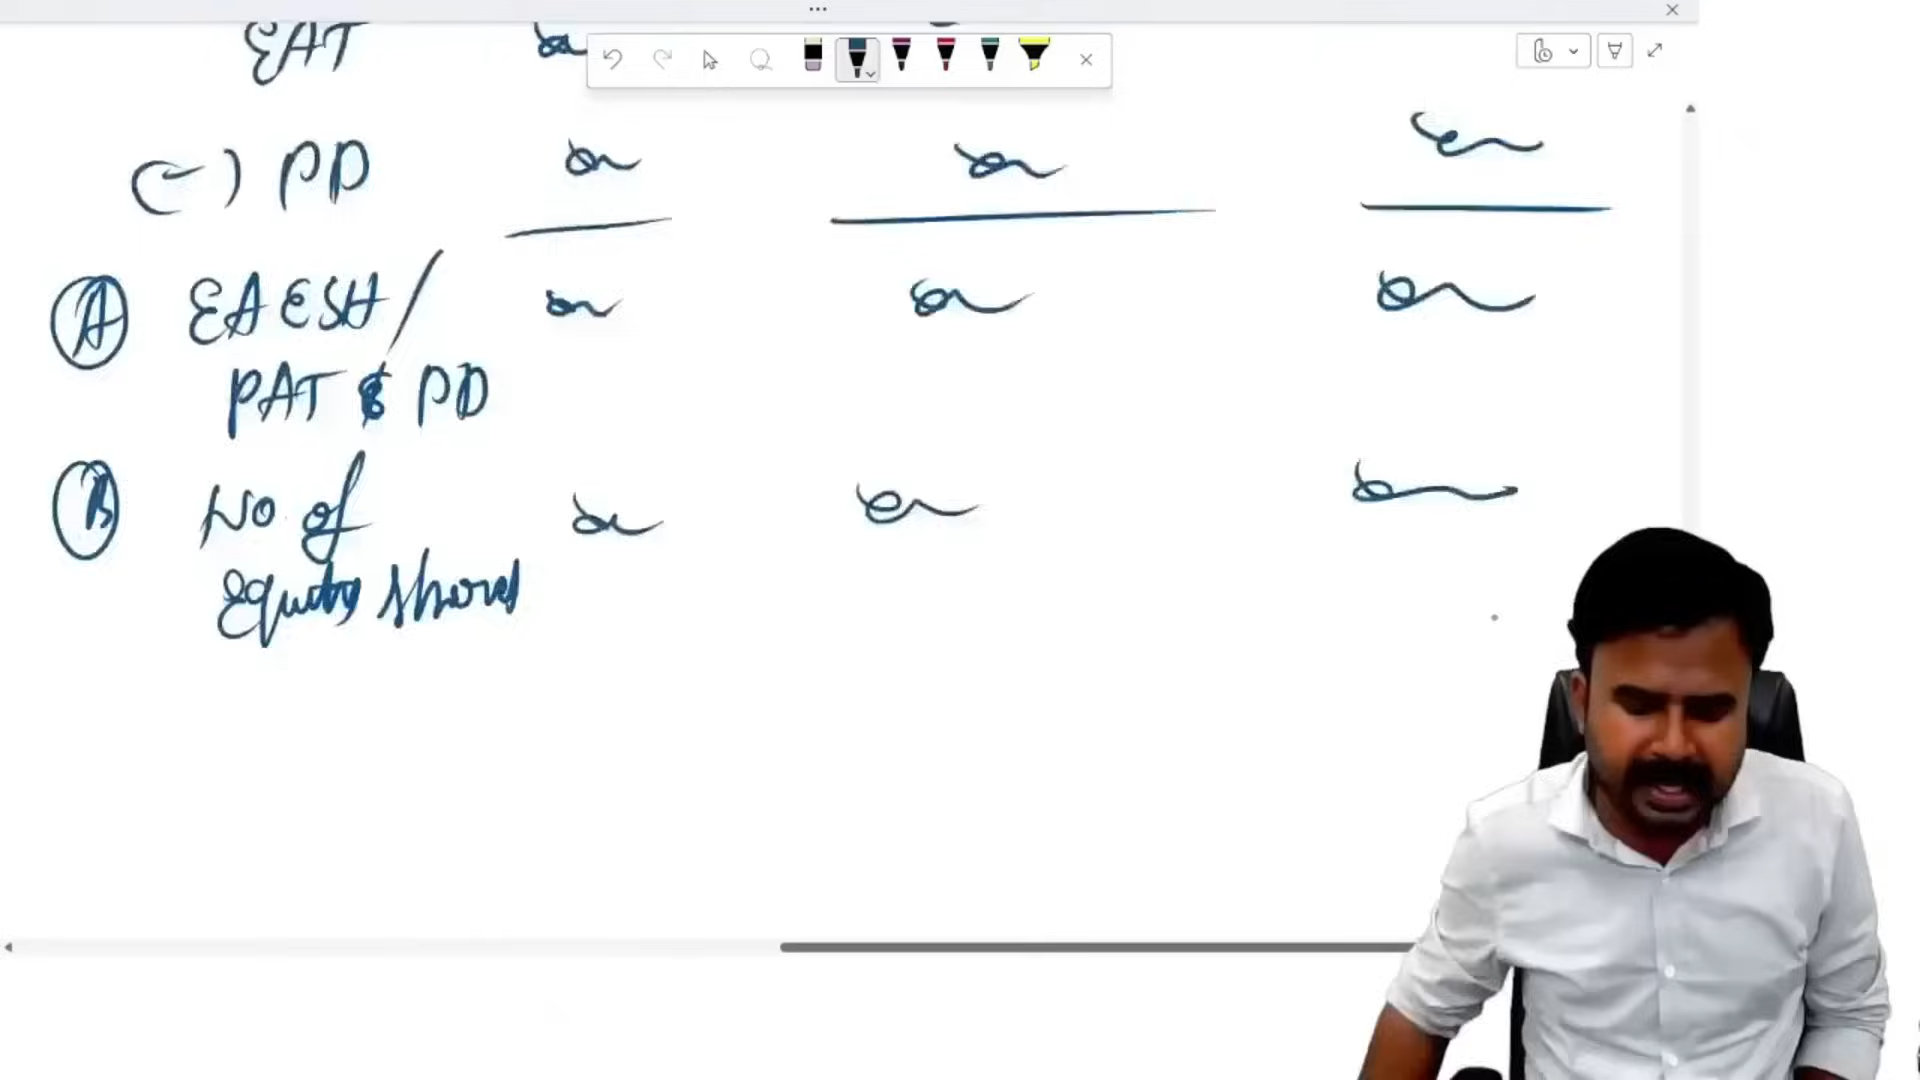 EAT
(-) PD
(A) EAESH/
PAT & PD
(B) No. of
Equity Shares